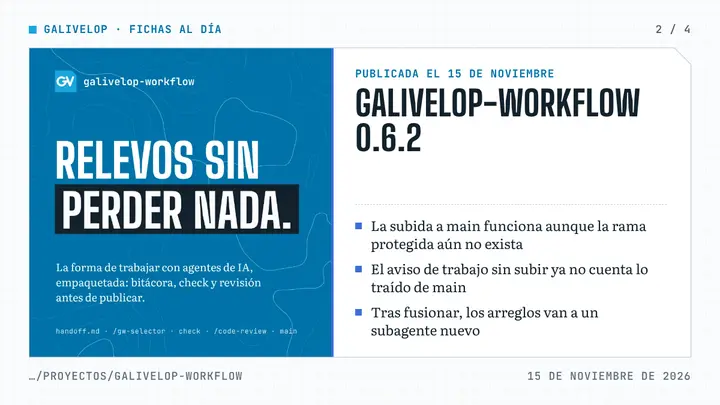 GALIVELOP · FICHAS AL DÍA
2 / 4
GV galivelop-workflow
RELEVOS SIN
PERDER NADA.
La forma de trabajar con agentes de IA,
empaquetada: bitácora, check y revisión
antes de publicar.
handoff.md · /gw-selector · check · /code-review · main
PUBLICADA EL 15 DE NOVIEMBRE
GALIVELOP-WORKFLOW
0.6.2
La subida a main funciona aunque la rama
protegida aún no exista
El aviso de trabajo sin subir ya no cuenta lo
traído de main
Tras fusionar, los arreglos van a un
subagente nuevo
…/PROYECTOS/GALIVELOP-WORKFLOW
15 DE NOVIEMBRE DE 2026